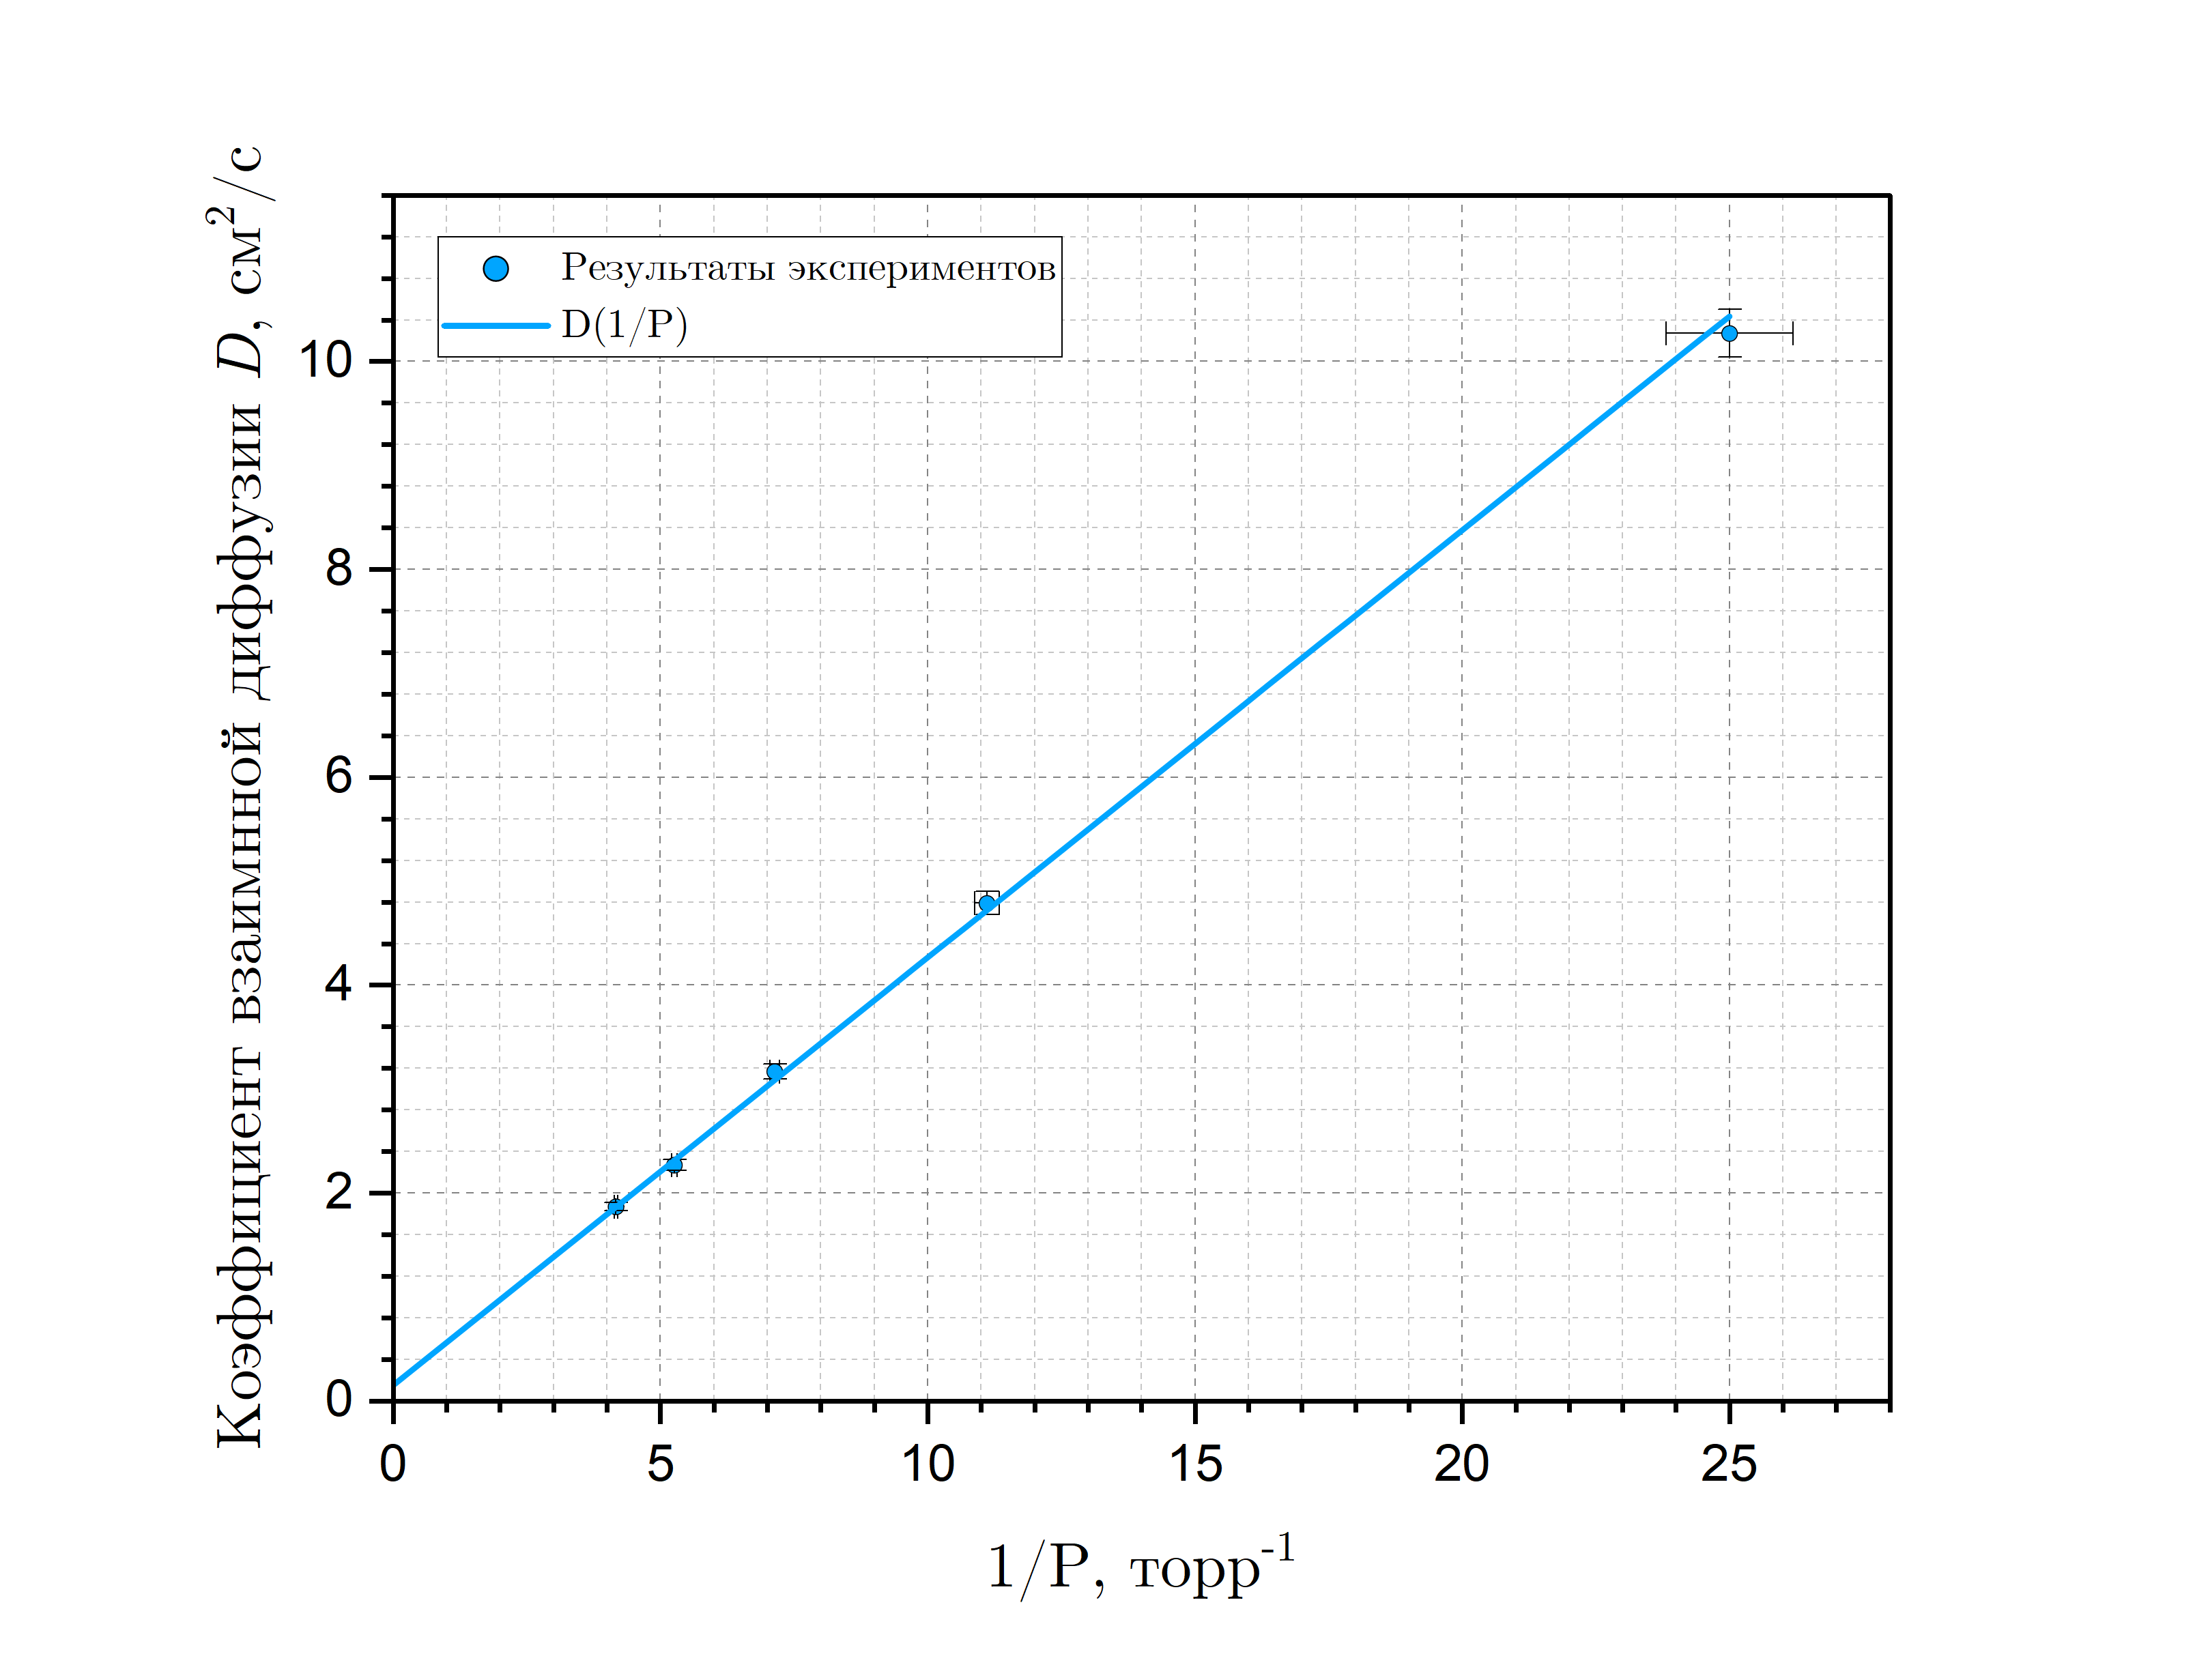 Коэффициент взаимной диффузии D, см²/с
Результаты экспериментов
D(1/P)
10
8
6
4
2
0
0 5 10 15 20 25
1/P, торр⁻¹